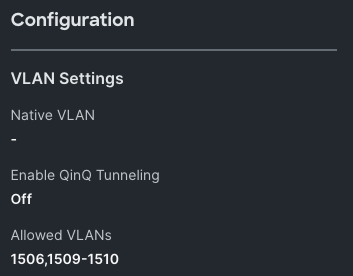 Configuration
VLAN Settings
Native VLAN
-
Enable QinQ Tunneling
Off
Allowed VLANs
1506,1509-1510